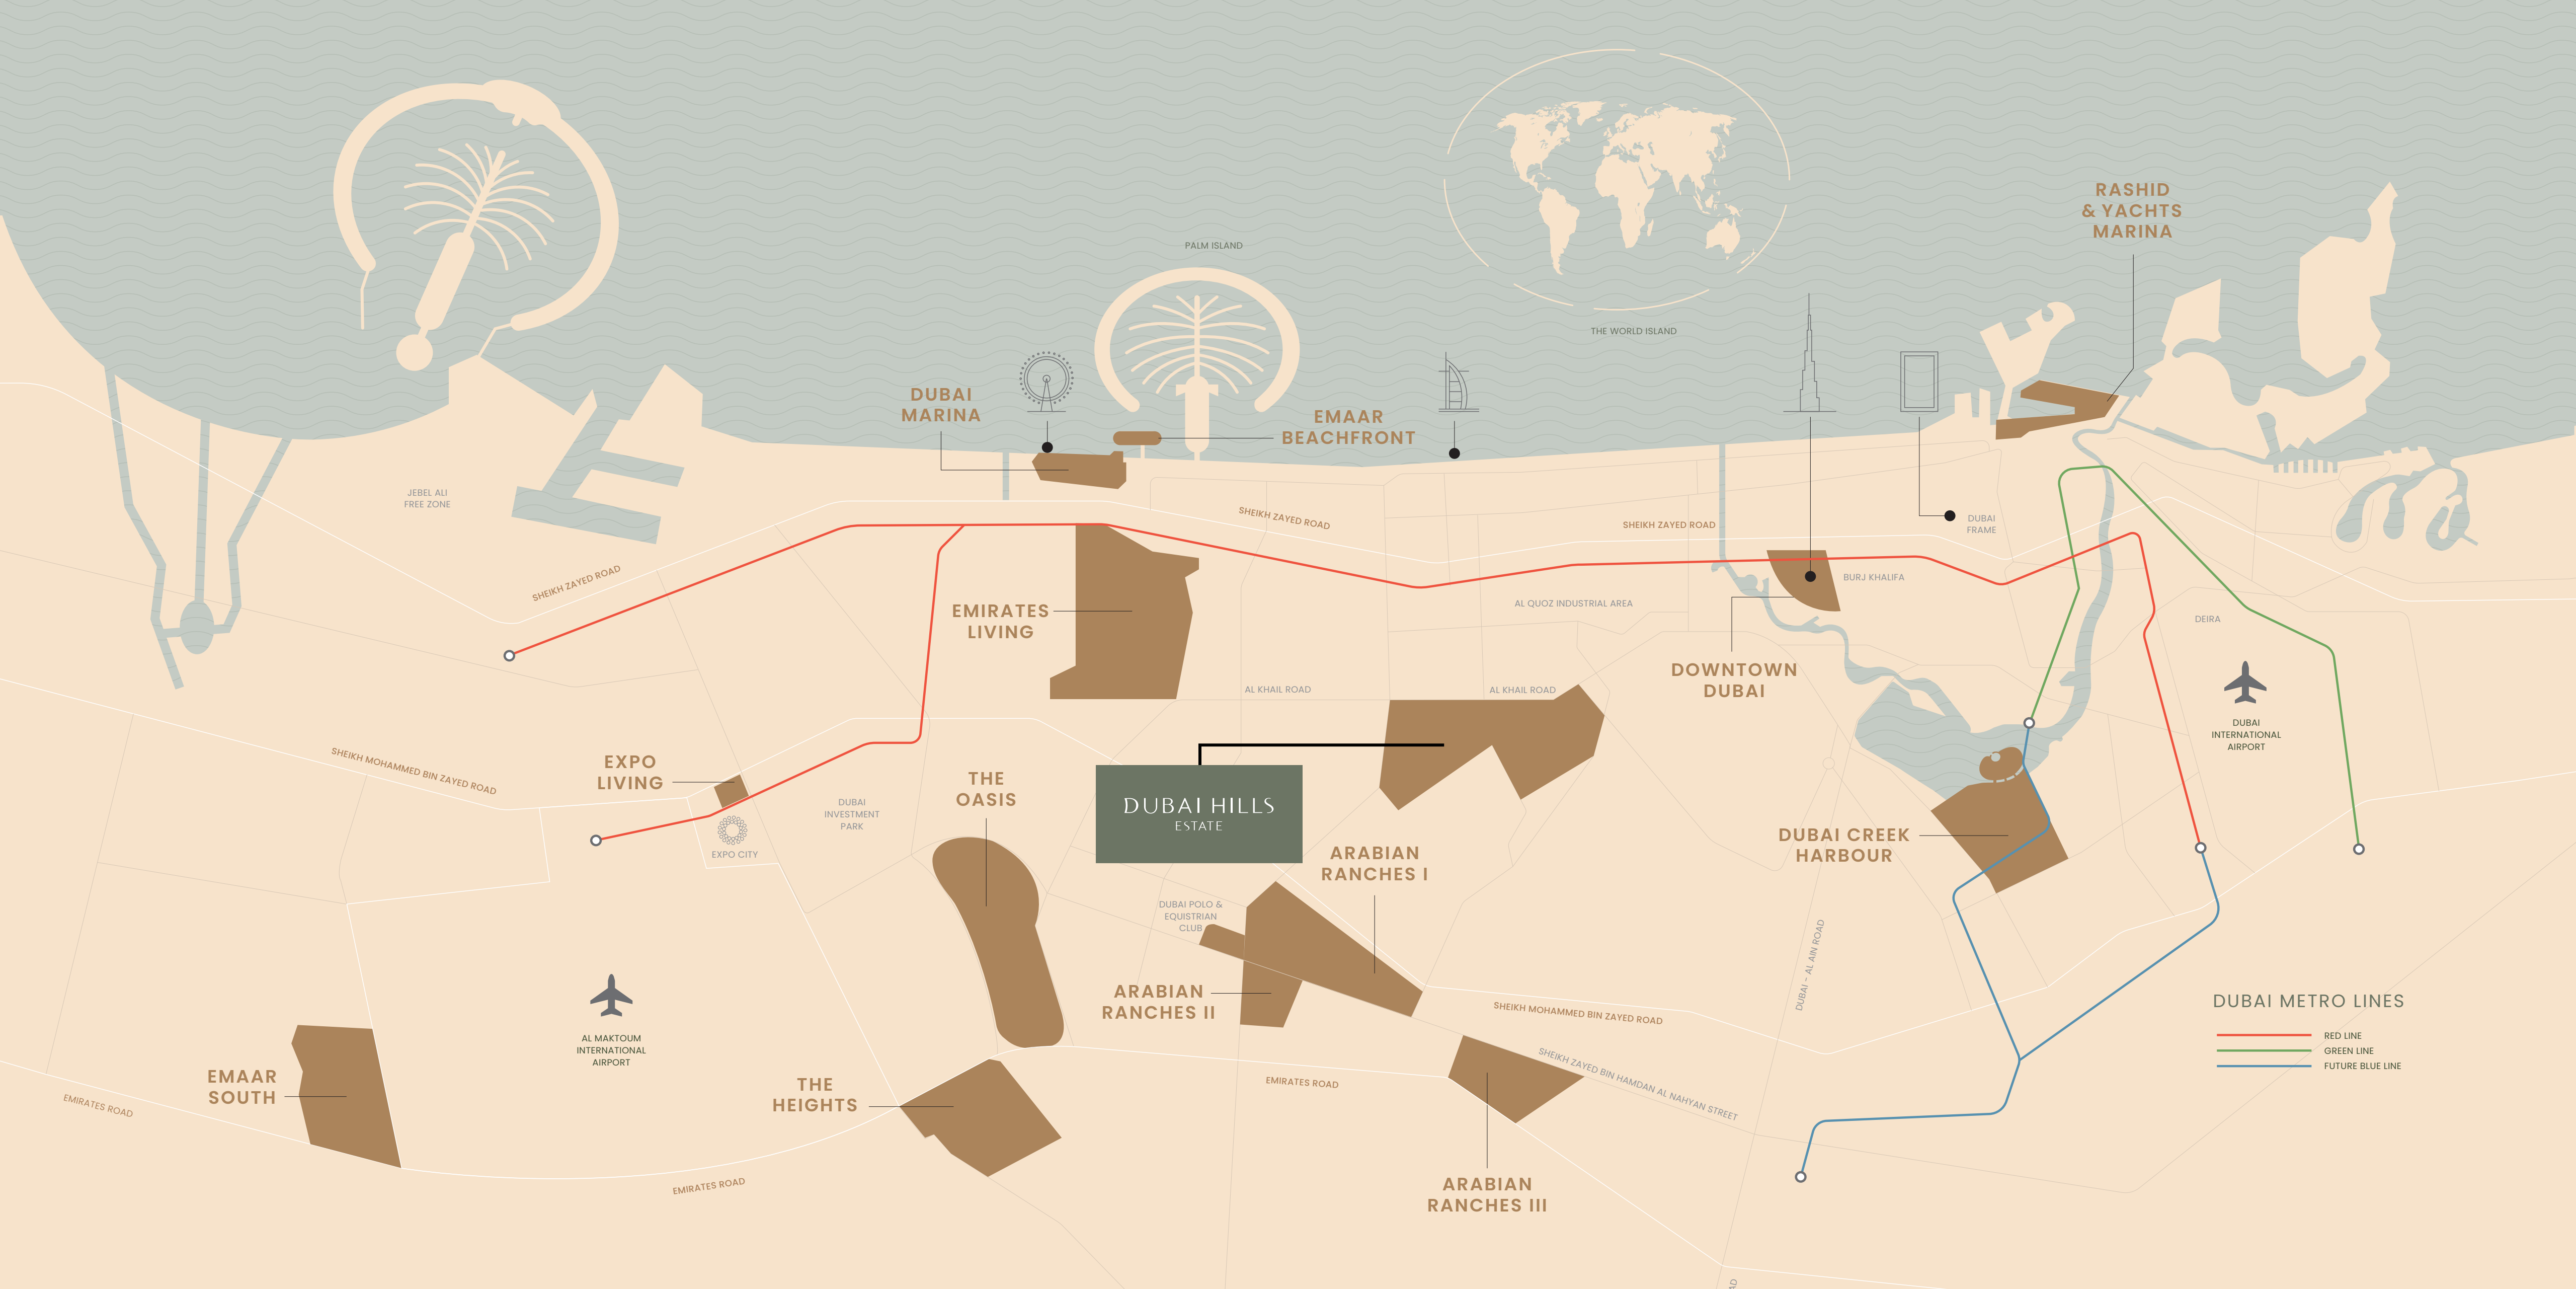 RASHID
& YACHTS
MARINA
PALM ISLAND
THE WORLD ISLAND
DUBAI
MARINA
EMAAR
BEACHFRONT
JEBEL ALI
FREE ZONE
SHEIKH ZAYED ROAD
SHEIKH ZAYED ROAD
SHEIKH ZAYED ROAD
DUBAI
FRAME
BURJ KHALIFA
EMIRATES
LIVING
AL QUOZ INDUSTRIAL AREA
DEIRA
DOWNTOWN
DUBAI
AL KHAIL ROAD
AL KHAIL ROAD
DUBAI
INTERNATIONAL
AIRPORT
SHEIKH MOHAMMED BIN ZAYED ROAD
EXPO
LIVING
THE
OASIS
DUBAI
INVESTMENT
PARK
DUBAI HILLS
ESTATE
EXPO CITY
DUBAI CREEK
HARBOUR
ARABIAN
RANCHES I
DUBAI POLO &
EQUISTRIAN
CLUB
DUBAI - AL AIN ROAD
ARABIAN
RANCHES II
SHEIKH MOHAMMED BIN ZAYED ROAD
DUBAI METRO LINES
RED LINE
GREEN LINE
FUTURE BLUE LINE
AL MAKTOUM
INTERNATIONAL
AIRPORT
SHEIKH ZAYED BIN HAMDAN AL NAHYAN STREET
EMAAR
SOUTH
THE
HEIGHTS
EMIRATES ROAD
EMIRATES ROAD
EMIRATES ROAD
ARABIAN
RANCHES III